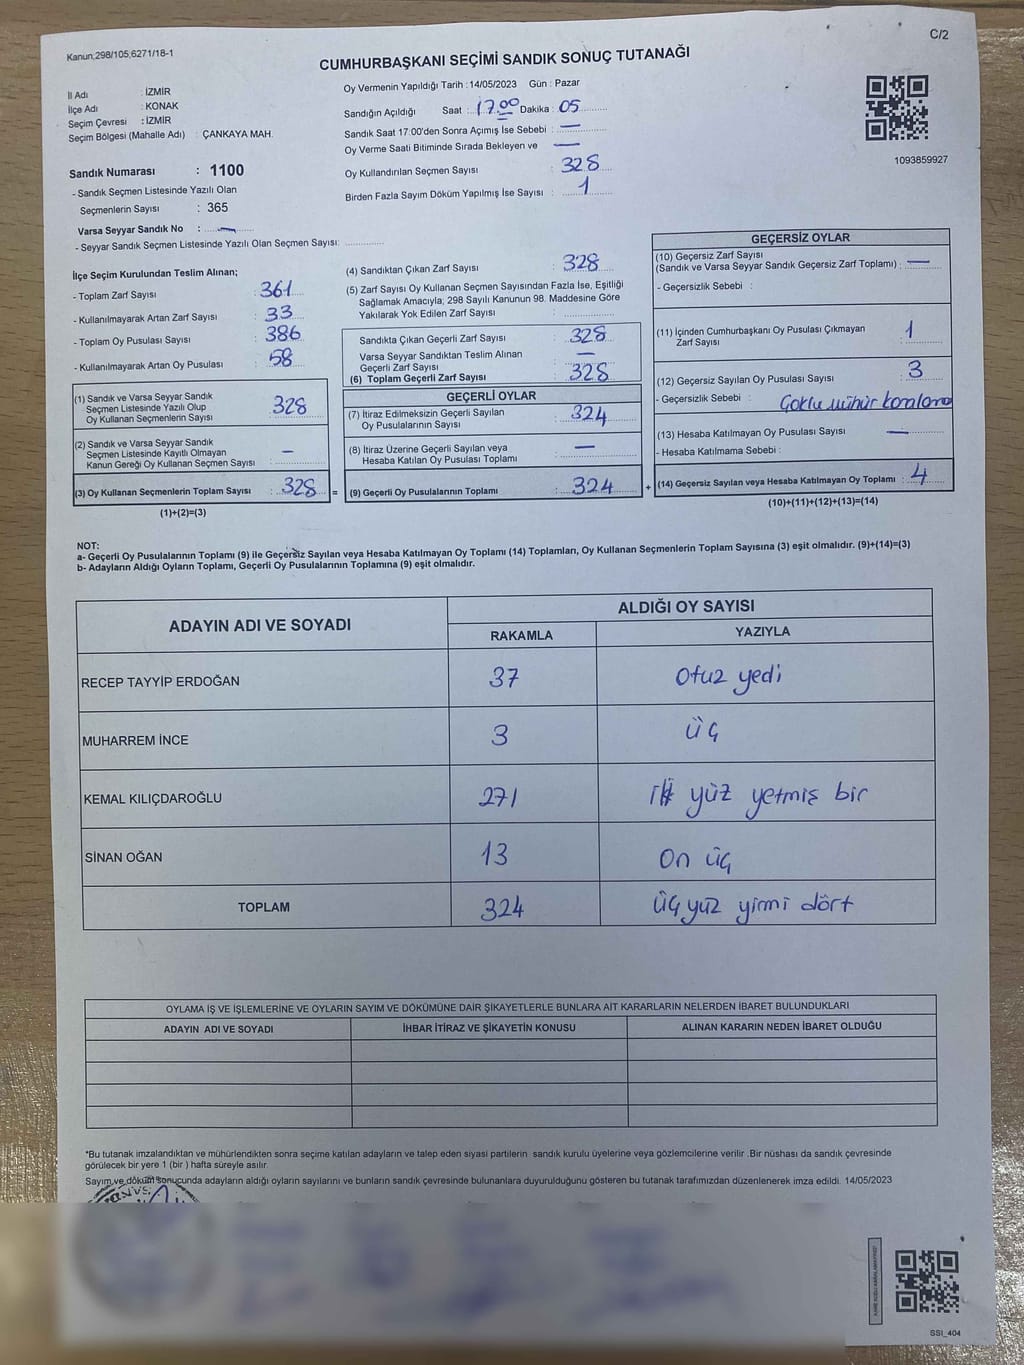 Kanun;298/105;6271/18-1
C/2
CUMHURBAŞKANI SEÇİMİ SANDIK SONUÇ TUTANAĞI
İl Adı : İZMİR
İlçe Adı : KONAK
Seçim Çevresi : İZMİR
Seçim Bölgesi (Mahalle Adı) : ÇANKAYA MAH.
Sandık Numarası : 1100
- Sandık Seçmen Listesinde Yazılı Olan
Seçmenlerin Sayısı : 365
Varsa Seyyar Sandık No : —
- Seyyar Sandık Seçmen Listesinde Yazılı Olan Seçmen Sayısı:
Oy Vermenin Yapıldığı Tarih :14/05/2023 Gün : Pazar
Sandığın Açıldığı Saat : 17.00 Dakika : 05
Sandık Saat 17:00'den Sonra Açımış İse Sebebi : —
Oy Verme Saati Bitiminde Sırada Bekleyen ve —
Oy Kullandırılan Seçmen Sayısı : 328
Birden Fazla Sayım Döküm Yapılmış İse Sayısı : 1
1093859927
İlçe Seçim Kurulundan Teslim Alınan;
- Toplam Zarf Sayısı : 361
- Kullanılmayarak Artan Zarf Sayısı : 33
- Toplam Oy Pusulası Sayısı : 386
- Kullanılmayarak Artan Oy Pusulası : 58
(1) Sandık ve Varsa Seyyar Sandık
Seçmen Listesinde Yazılı Olup
Oy Kullanan Seçmenlerin Sayısı : 328
(2) Sandık ve Varsa Seyyar Sandık
Seçmen Listesinde Kayıtlı Olmayan
Kanun Gereği Oy Kullanan Seçmen Sayısı : —
(3) Oy Kullanan Seçmenlerin Toplam Sayısı : 328 =
(1)+(2)=(3)
(4) Sandıktan Çıkan Zarf Sayısı : 328
(5) Zarf Sayısı Oy Kullanan Seçmen Sayısından Fazla İse, Eşitliği
Sağlamak Amacıyla; 298 Sayılı Kanunun 98. Maddesine Göre
Yakılarak Yok Edilen Zarf Sayısı :
Sandıkta Çıkan Geçerli Zarf Sayısı : 328
Varsa Seyyar Sandıktan Teslim Alınan
Geçerli Zarf Sayısı : —
(6) Toplam Geçerli Zarf Sayısı : 328
GEÇERLİ OYLAR
(7) İtiraz Edilmeksizin Geçerli Sayılan
Oy Pusulalarının Sayısı : 324
(8) İtiraz Üzerine Geçerli Sayılan veya
Hesaba Katılan Oy Pusulası Toplamı : —
(9) Geçerli Oy Pusulalarının Toplamı : 324 +
GEÇERSİZ OYLAR
(10) Geçersiz Zarf Sayısı
(Sandık ve Varsa Seyyar Sandık Geçersiz Zarf Toplamı) : —
- Geçersizlik Sebebi :
(11) İçinden Cumhurbaşkanı Oy Pusulası Çıkmayan
Zarf Sayısı : 1
(12) Geçersiz Sayılan Oy Pusulası Sayısı : 3
- Geçersizlik Sebebi : Çoklu mühür
(13) Hesaba Katılmayan Oy Pusulası Sayısı : —
- Hesaba Katılmama Sebebi :
(14) Geçersiz Sayılan veya Hesaba Katılmayan Oy Toplamı : 4
(10)+(11)+(12)+(13)=(14)
NOT:
a- Geçerli Oy Pusulalarının Toplamı (9) ile Geçersiz Sayılan veya Hesaba Katılmayan Oy Toplamı (14) Toplamları, Oy Kullanan Seçmenlerin Toplam Sayısına (3) eşit olmalıdır. (9)+(14)=(3)
b- Adayların Aldığı Oyların Toplamı, Geçerli Oy Pusulalarının Toplamına (9) eşit olmalıdır.
ADAYIN ADI VE SOYADI ALDIĞI OY SAYISI
RAKAMLA YAZIYLA
RECEP TAYYİP ERDOĞAN 37 Otuz yedi
MUHARREM İNCE 3 üç
KEMAL KILIÇDAROĞLU 271 iki yüz yetmiş bir
SİNAN OĞAN 13 On üç
TOPLAM 324 üç yüz yirmi dört
OYLAMA İŞ VE İŞLEMLERİNE VE OYLARIN SAYIM VE DÖKÜMÜNE DAİR ŞİKAYETLERLE BUNLARA AİT KARARLARIN NELERDEN İBARET BULUNDUKLARI
ADAYIN ADI VE SOYADI İHBAR İTİRAZ VE ŞİKAYETİN KONUSU ALINAN KARARIN NEDEN İBARET OLDUĞU
*Bu tutanak imzalandıktan ve mühürlendikten sonra seçime katılan adayların ve talep eden siyasi partilerin sandık kurulu üyelerine veya gözlemcilerine verilir .Bir nüshası da sandık çevresinde
görülecek bir yere 1 (bir ) hafta süreyle asılır.
Sayım ve döküm sonucunda adayların aldığı oyların sayılarını ve bunların sandık çevresinde bulunanlara duyurulduğunu gösteren bu tutanak tarafımızdan düzenlenerek imza edildi. 14/05/2023
SSI_404